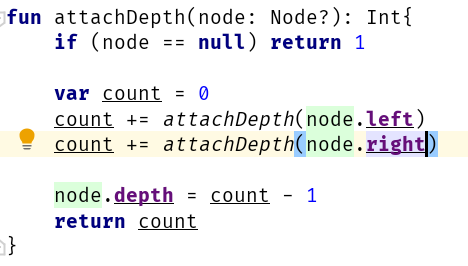 fun attachDepth(node: Node?): Int{
    if (node == null) return 1

    var count = 0
    count += attachDepth(node.left)
    count += attachDepth(node.right)

    node.depth = count - 1
    return count
}